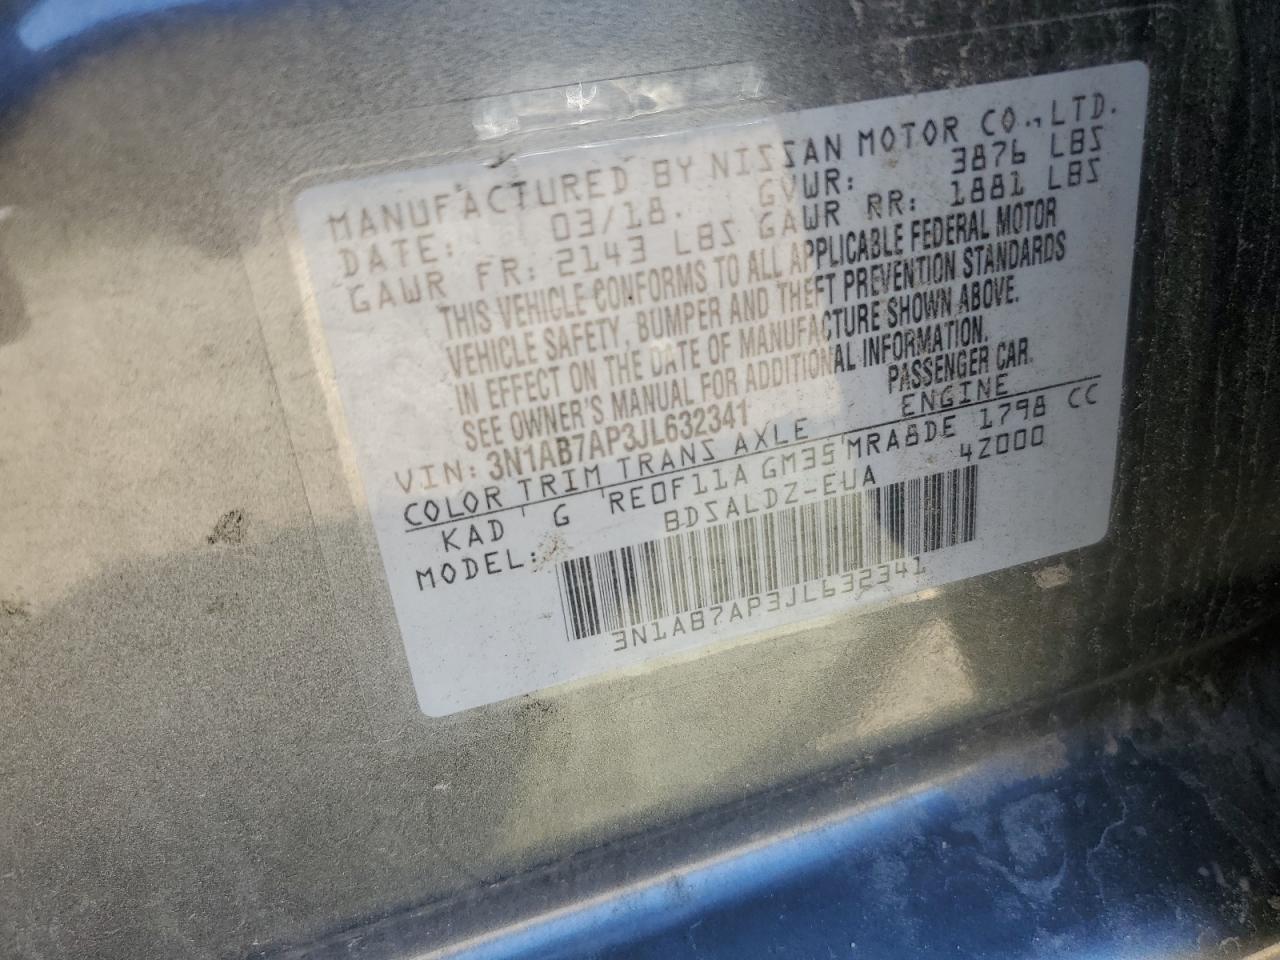 MANUFACTURED BY NISSAN MOTOR CO., LTD.
DATE: 03/18 GVWR: 3876 LBS
GAWR FR: 2143 LBS GAWR RR: 1881 LBS
THIS VEHICLE CONFORMS TO ALL APPLICABLE FEDERAL MOTOR
VEHICLE SAFETY, BUMPER AND THEFT PREVENTION STANDARDS
IN EFFECT ON THE DATE OF MANUFACTURE SHOWN ABOVE.
SEE OWNER'S MANUAL FOR ADDITIONAL INFORMATION.
VIN: 3N1AB7AP3JL632341 PASSENGER CAR.
COLOR TRIM TRANS AXLE ENGINE
KAD G RE0F11A GM35 MRA8DE 1798 CC
MODEL: BDSALDZ-EUA 42000
3N1AB7AP3JL632341